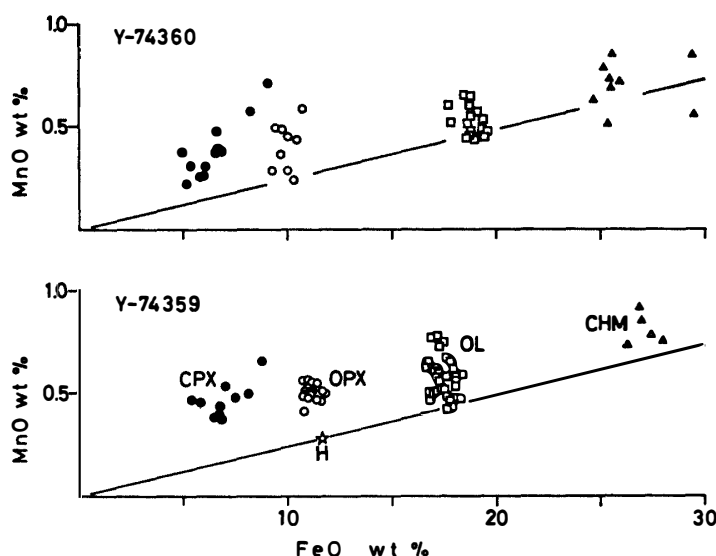 1.0
Y-74360
MnO wt %
0.5
1.0
Y-74359
CHM
OL
CPX
OPX
MnO wt %
0.5
H
10
20
30
FeO wt %